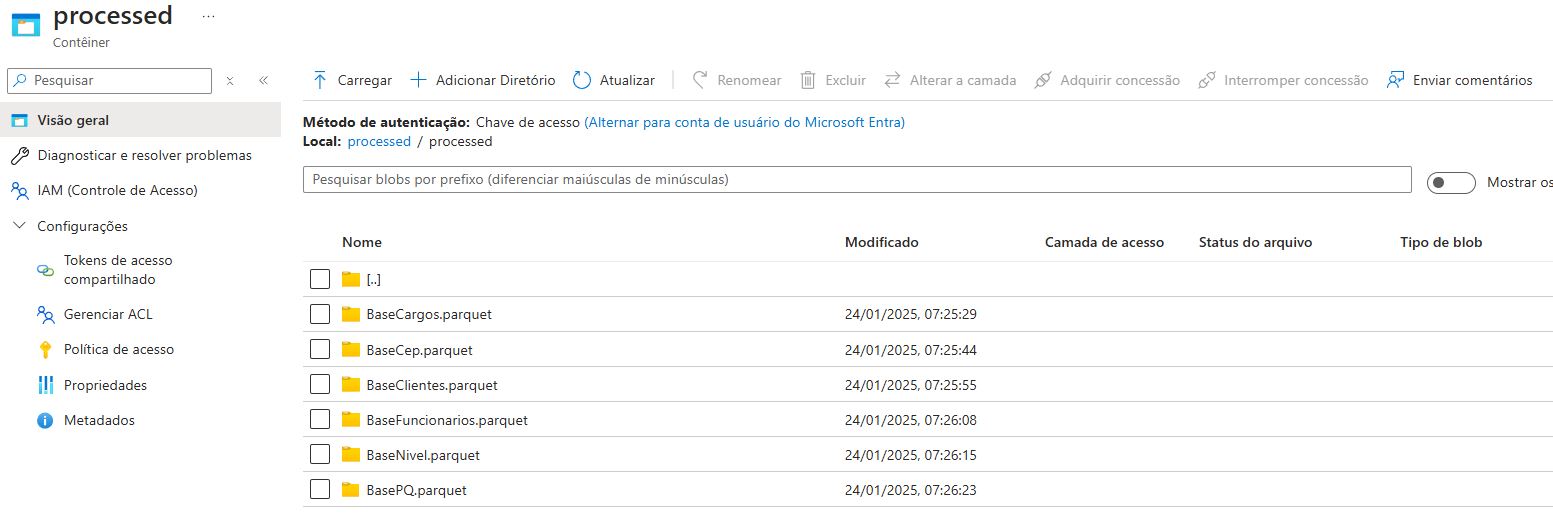 processed ...
Contêiner
Pesquisar
Carregar Adicionar Diretório Atualizar Renomear Excluir Alterar a camada Adquirir concessão Interromper concessão Enviar comentários
Visão geral
Diagnosticar e resolver problemas
IAM (Controle de Acesso)
Configurações
Tokens de acesso
compartilhado
Gerenciar ACL
Política de acesso
Propriedades
Metadados
Método de autenticação: Chave de acesso (Alternar para conta de usuário do Microsoft Entra)
Local: processed / processed
Pesquisar blobs por prefixo (diferenciar maiúsculas de minúsculas)
Mostrar os
Nome Modificado Camada de acesso Status do arquivo Tipo de blob
[..]
BaseCargos.parquet 24/01/2025, 07:25:29
BaseCep.parquet 24/01/2025, 07:25:44
BaseClientes.parquet 24/01/2025, 07:25:55
BaseFuncionarios.parquet 24/01/2025, 07:26:08
BaseNivel.parquet 24/01/2025, 07:26:15
BasePQ.parquet 24/01/2025, 07:26:23